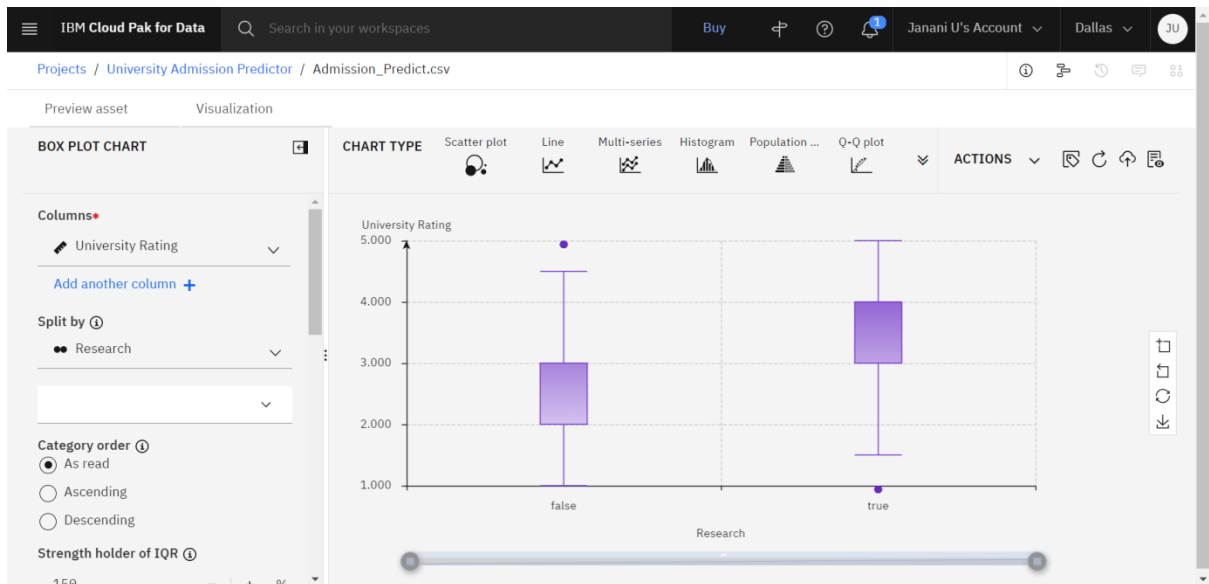 IBM Cloud Pak for Data
Search in your workspaces
Buy
1
Janani U's Account
Dallas
JU
Projects / University Admission Predictor / Admission_Predict.csv
Preview asset
Visualization
BOX PLOT CHART
CHART TYPE
Scatter plot
Line
Multi-series
Histogram
Population ...
Q-Q plot
ACTIONS
Columns*
University Rating
Add another column +
Split by
Research
Category order
As read
Ascending
Descending
Strength holder of IQR
150 − + %
University Rating
5.000
4.000
3.000
2.000
1.000
false
true
Research